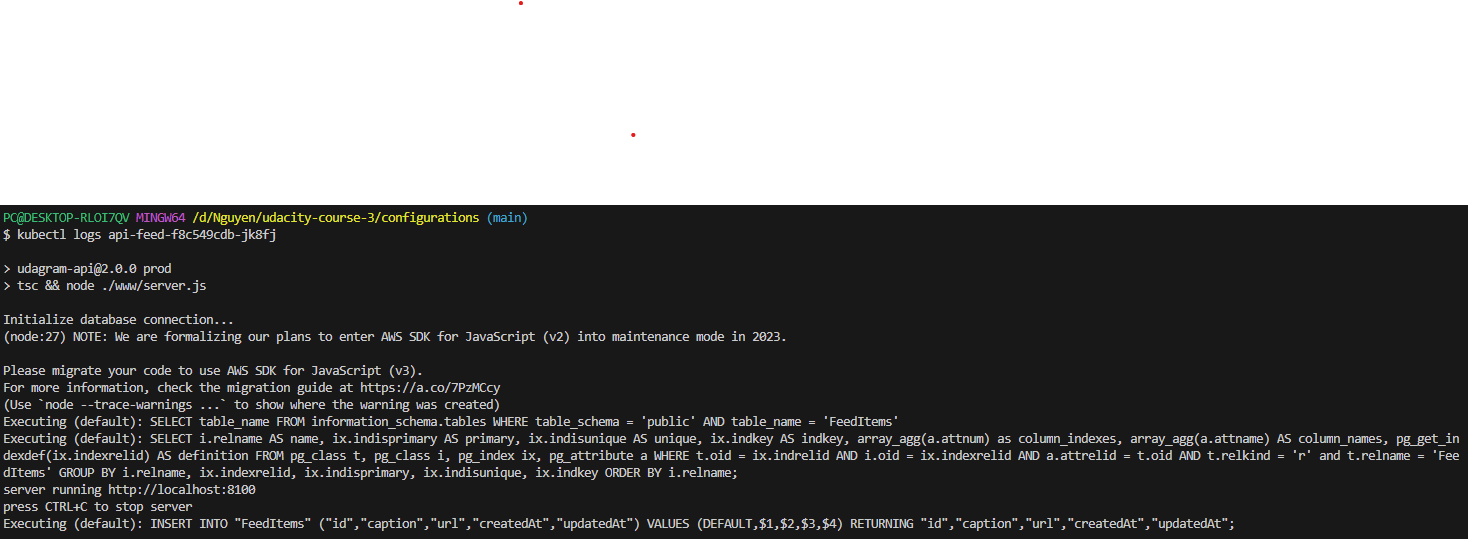 PC@DESKTOP-RLOI7QV MINGW64 /d/Nguyen/udacity-course-3/configurations (main)
$ kubectl logs api-feed-f8c549cdb-jk8fj
> udagram-api@2.0.0 prod
> tsc && node ./www/server.js
Initialize database connection...
(node:27) NOTE: We are formalizing our plans to enter AWS SDK for JavaScript (v2) into maintenance mode in 2023.
Please migrate your code to use AWS SDK for JavaScript (v3).
For more information, check the migration guide at https://a.co/7PzMCcy
(Use `node --trace-warnings ...` to show where the warning was created)
Executing (default): SELECT table_name FROM information_schema.tables WHERE table_schema = 'public' AND table_name = 'FeedItems'
Executing (default): SELECT i.relname AS name, ix.indisprimary AS primary, ix.indisunique AS unique, ix.indkey AS indkey, array_agg(a.attnum) as column_indexes, array_agg(a.attname) AS column_names, pg_get_in
dexdef(ix.indexrelid) AS definition FROM pg_class t, pg_class i, pg_index ix, pg_attribute a WHERE t.oid = ix.indrelid AND i.oid = ix.indexrelid AND a.attrelid = t.oid AND t.relkind = 'r' and t.relname = 'Fee
dItems' GROUP BY i.relname, ix.indexrelid, ix.indisprimary, ix.indisunique, ix.indkey ORDER BY i.relname;
server running http://localhost:8100
press CTRL+C to stop server
Executing (default): INSERT INTO "FeedItems" ("id","caption","url","createdAt","updatedAt") VALUES (DEFAULT,$1,$2,$3,$4) RETURNING "id","caption","url","createdAt","updatedAt";